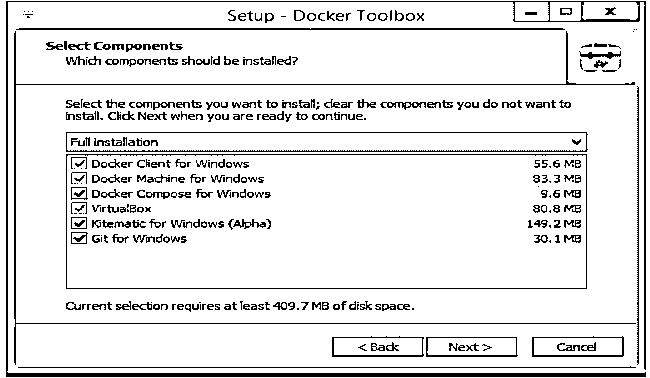 Setup - Docker Toolbox
Select Components
Which components should be installed?
Select the components you want to install; clear the components you do not want to
install. Click Next when you are ready to continue.
Full installation
Docker Client for Windows 55.6 MB
Docker Machine for Windows 83.3 MB
Docker Compose for Windows 9.6 MB
VirtualBox 80.8 MB
Kitematic for Windows (Alpha) 149.2 MB
Git for Windows 30.1 MB
Current selection requires at least 409.7 MB of disk space.
< Back Next > Cancel